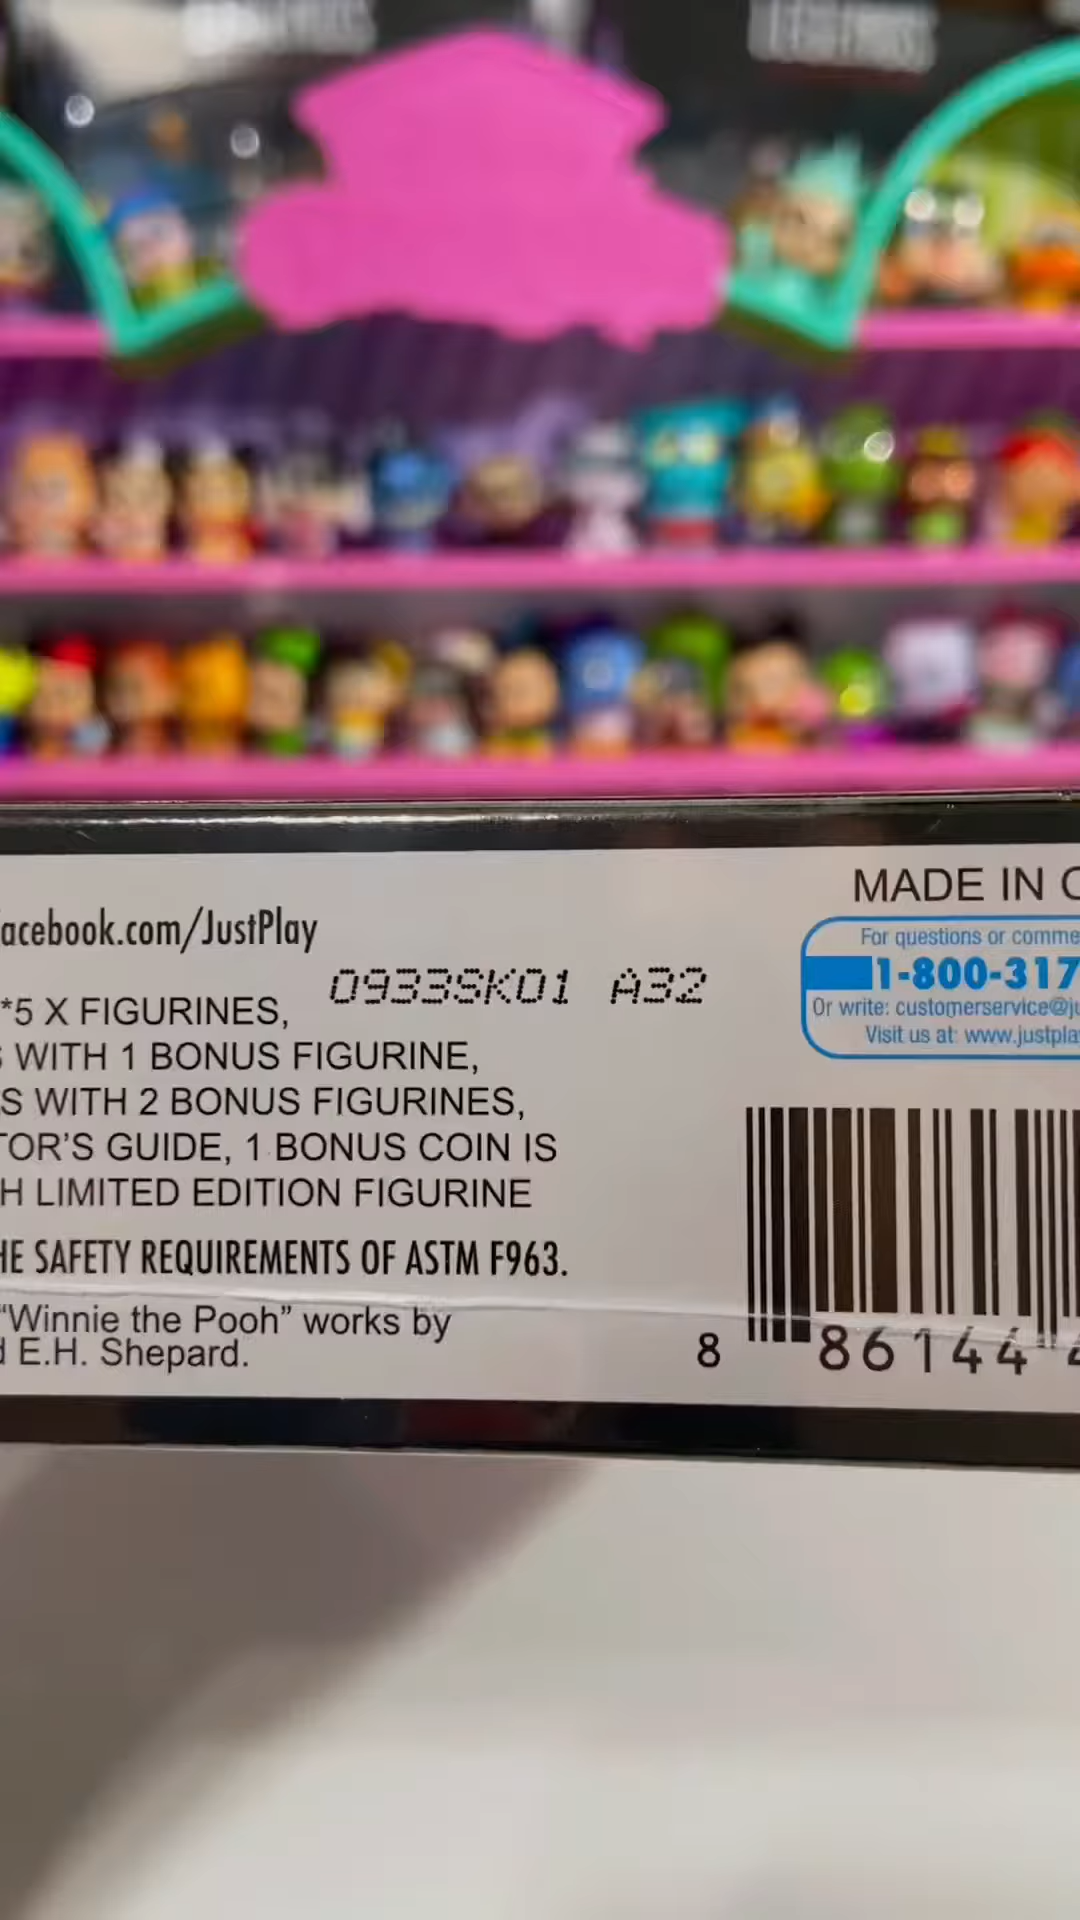 acebook.com/JustPlay
0933SK01 A32
*5 X FIGURINES,
WITH 1 BONUS FIGURINE,
S WITH 2 BONUS FIGURINES,
TOR'S GUIDE, 1 BONUS COIN IS
H LIMITED EDITION FIGURINE
HE SAFETY REQUIREMENTS OF ASTM F963.
"Winnie the Pooh" works by
E.H. Shepard.
MADE IN C
For questions or comme
1-800-317
Or write: customerservice@ju
Visit us at: www.justpla
8 86144 4